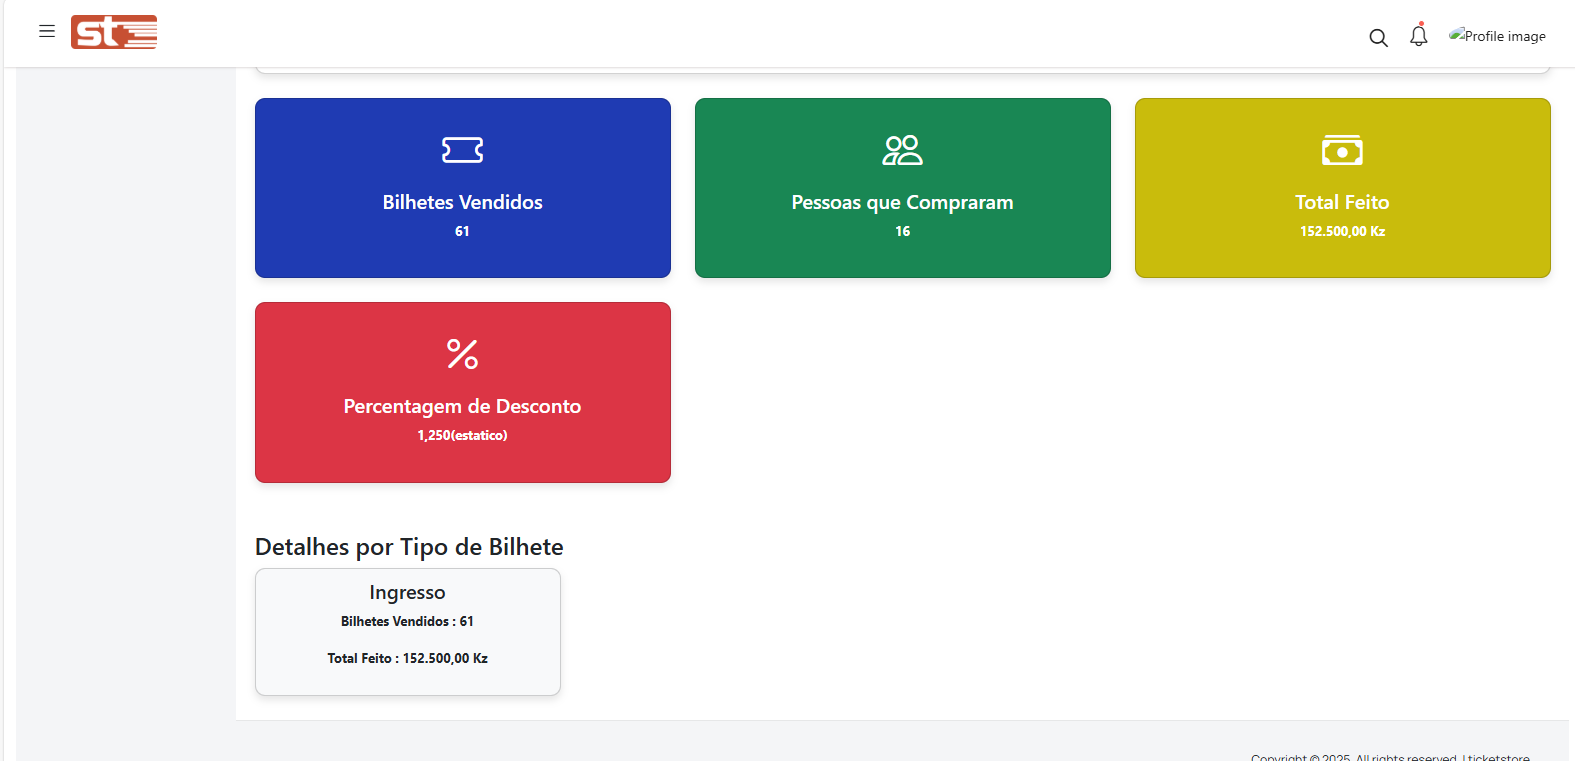 st
Profile image
Bilhetes Vendidos
61
Pessoas que Compraram
16
Total Feito
152.500,00 Kz
Percentagem de Desconto
1,250(estatico)
Detalhes por Tipo de Bilhete
Ingresso
Bilhetes Vendidos : 61
Total Feito : 152.500,00 Kz
Copyright © 2025. All rights reserved. | ticketstore